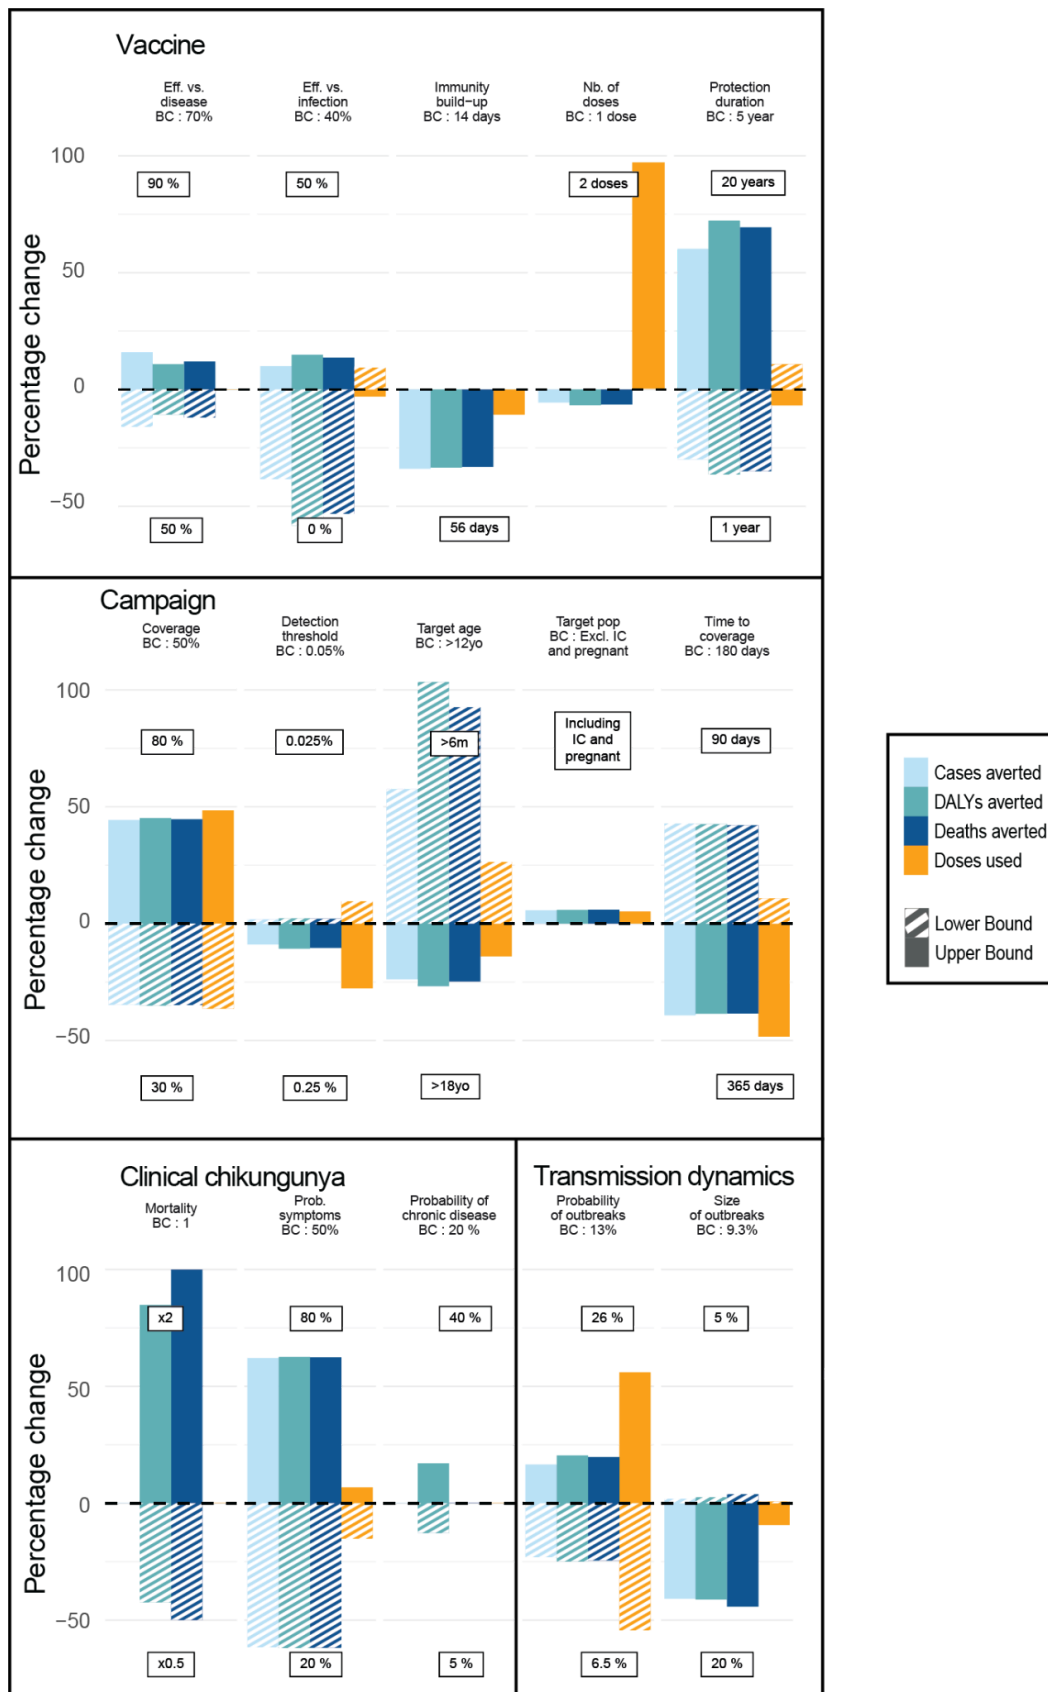 Vaccine
Eff. vs.
disease
BC : 70%
Eff. vs.
infection
BC : 40%
Immunity
build−up
BC : 14 days
Nb. of
doses
BC : 1 dose
Protection
duration
BC : 5 year
Percentage change
100
50
0
−50
90 %
50 %
2 doses
20 years
50 %
0 %
56 days
1 year
Campaign
Coverage
BC : 50%
Detection
threshold
BC : 0.05%
Target age
BC : >12yo
Target pop
BC : Excl. IC
and pregnant
Time to
coverage
BC : 180 days
Percentage change
100
50
0
−50
80 %
0.025%
>6m
Including
IC and
pregnant
90 days
30 %
0.25 %
>18yo
365 days
Cases averted
DALYs averted
Deaths averted
Doses used
Lower Bound
Upper Bound
Clinical chikungunya
Mortality
BC : 1
Prob.
symptoms
BC : 50%
Probability of
chronic disease
BC : 20 %
Percentage change
100
50
0
−50
x2
80 %
40 %
x0.5
20 %
5 %
Transmission dynamics
Probability
of outbreaks
BC : 13%
Size
of outbreaks
BC : 9.3%
26 %
5 %
6.5 %
20 %